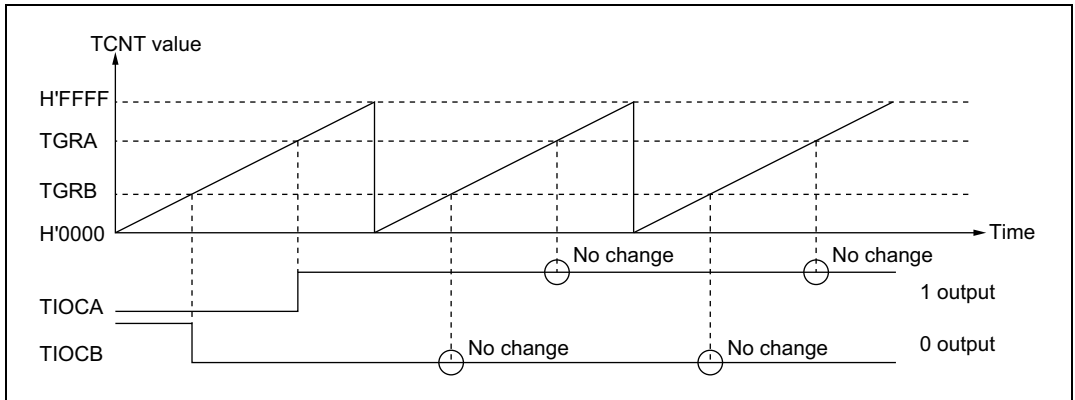 TCNT value
H'FFFF
TGRA
TGRB
H'0000
Time
No change
No change
TIOCA
1 output
No change
No change
TIOCB
0 output